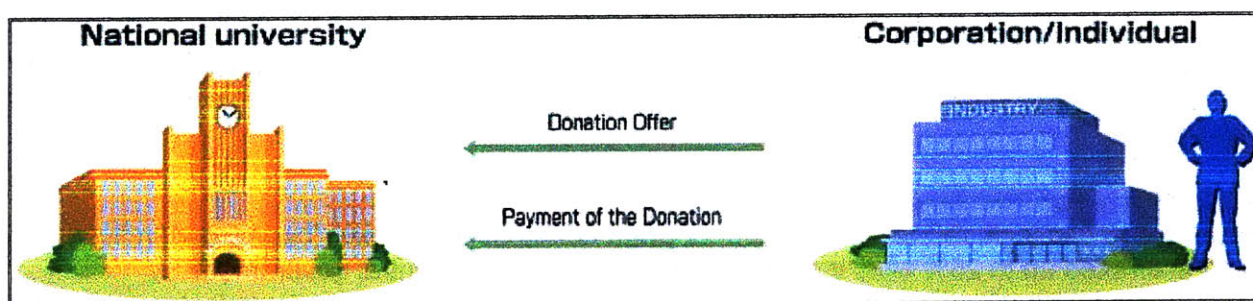 National university
Corporation/Individual
INDUSTRY
Donation Offer
Payment of the Donation